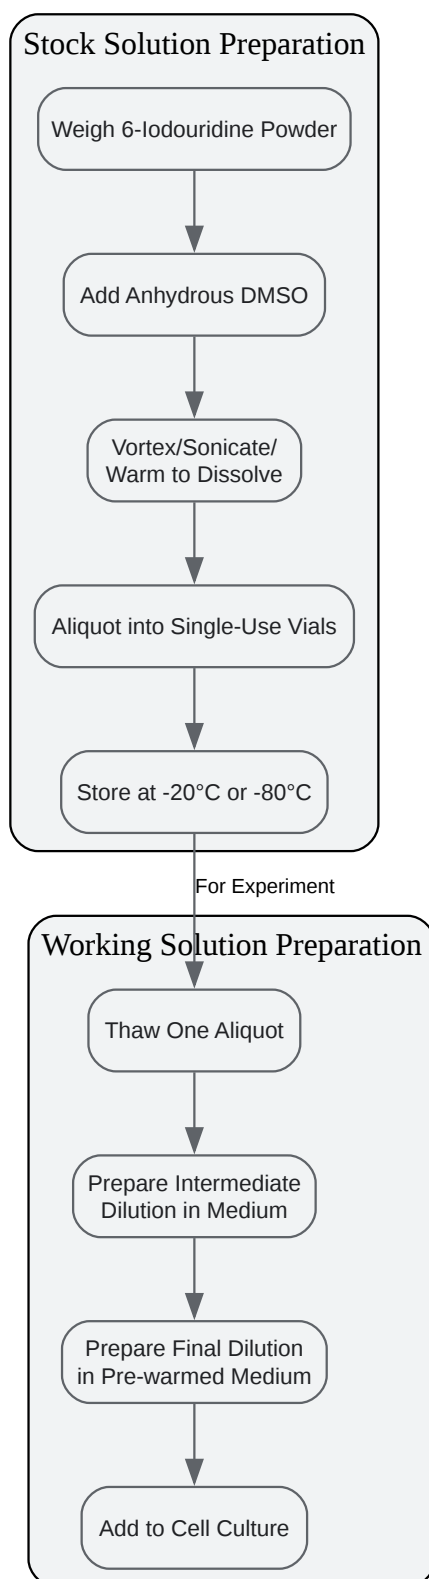 Stock Solution Preparation
Weigh 6-Iodouridine Powder
Add Anhydrous DMSO
Vortex/Sonicate/
Warm to Dissolve
Aliquot into Single-Use Vials
Store at -20°C or -80°C
For Experiment
Working Solution Preparation
Thaw One Aliquot
Prepare Intermediate
Dilution in Medium
Prepare Final Dilution
in Pre-warmed Medium
Add to Cell Culture